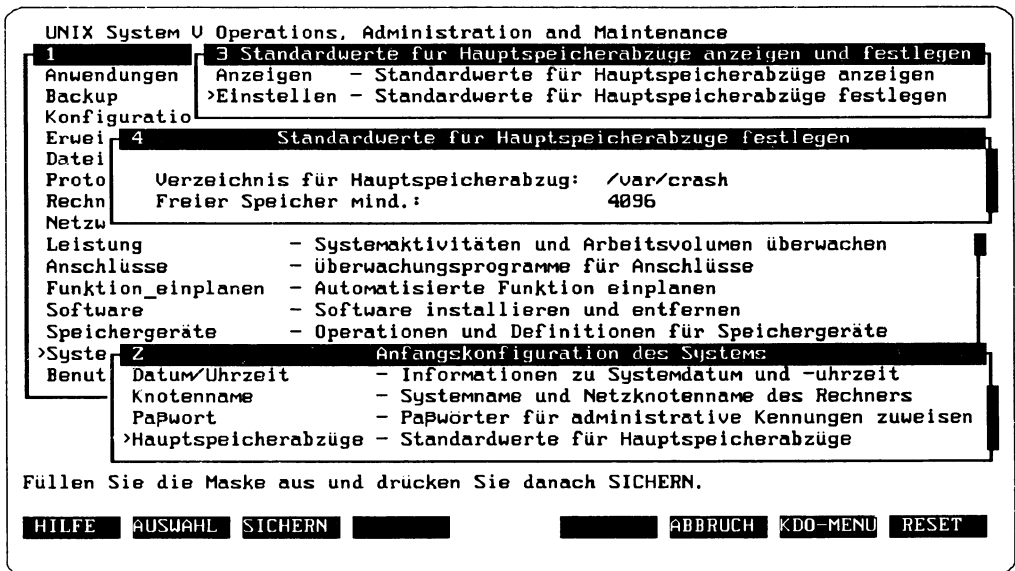 UNIX System V Operations, Administration and Maintenance
1
3 Standardwerte fur Hauptspeicherabzuge anzeigen und festlegen
Anwendungen
Anzeigen – Standardwerte für Hauptspeicherabzüge anzeigen
Backup
>Einstellen – Standardwerte für Hauptspeicherabzüge festlegen
Konfiguratio
Erwei
4 Standardwerte fur Hauptspeicherabzuge festlegen
Datei
Proto
Verzeichnis für Hauptspeicherabzug: /var/crash
Rechn
Freier Speicher mind.: 4096
Netzw
Leistung – Systemaktivitäten und Arbeitsvolumen überwachen
Anschlüsse – überwachungsprogramme für Anschlüsse
Funktion_einplanen – Automatisierte Funktion einplanen
Software – Software installieren und entfernen
Speichergeräte – Operationen und Definitionen für Speichergeräte
>Syste
2 Anfangskonfiguration des Systems
Benut
Datum/Uhrzeit – Informationen zu Systemdatum und -uhrzeit
Knotenname – Systemname und Netzknotenname des Rechners
Paßwort – Paßwörter für administrative Kennungen zuweisen
>Hauptspeicherabzüge – Standardwerte für Hauptspeicherabzüge
Füllen Sie die Maske aus und drücken Sie danach SICHERN.
HILFE AUSWAHL SICHERN ABBRUCH KDO-MENU RESET